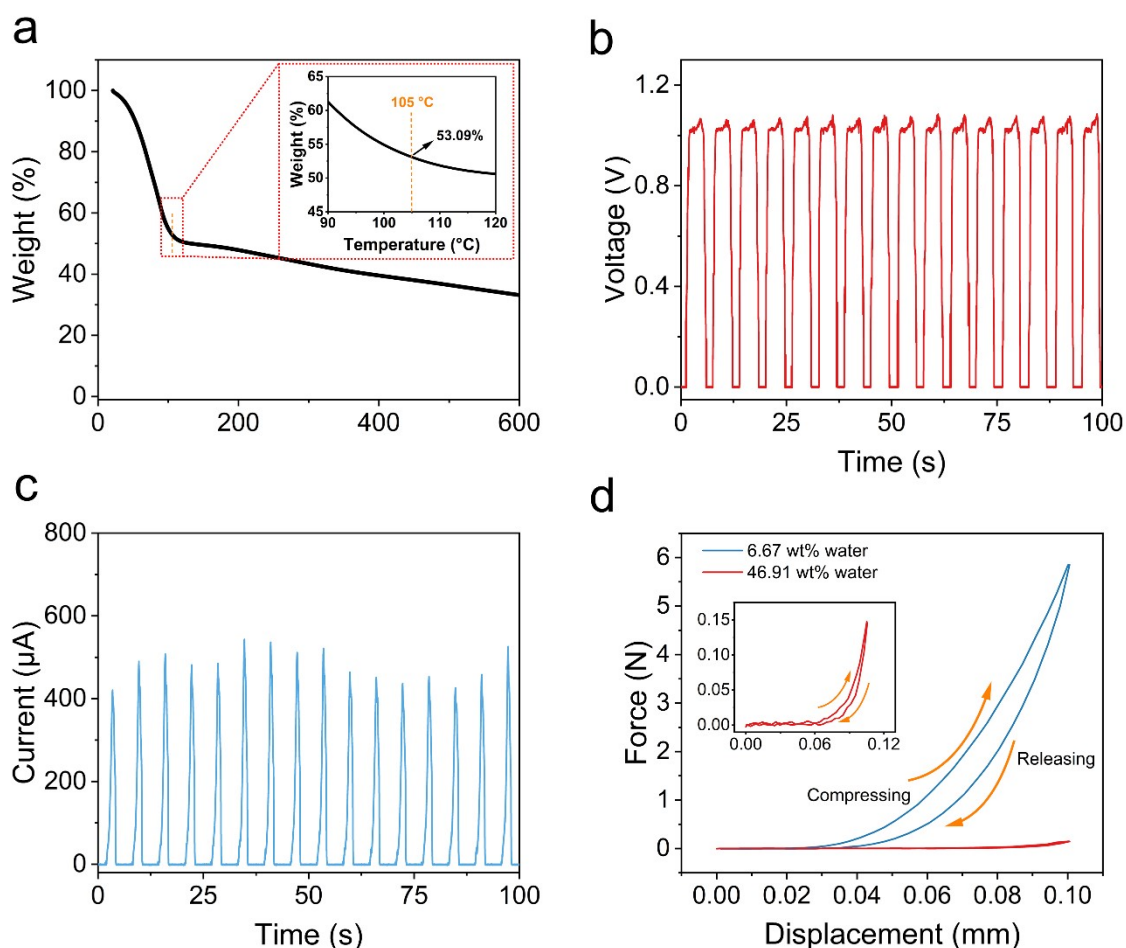 a
100
80
60
40
20
0
Weight (%)
0 200 400 600
65
60
55
50
45
Weight (%)
105 °C
53.09%
90 100 110 120
Temperature (°C)
b
1.2
0.8
0.4
0.0
Voltage (V)
0 25 50 75 100
Time (s)
c
800
600
400
200
0
Current (µA)
0 25 50 75 100
Time (s)
d
6
5
4
3
2
1
0
Force (N)
6.67 wt% water
46.91 wt% water
0.15
0.10
0.05
0.00
0.00 0.06 0.12
Compressing
Releasing
0.00 0.02 0.04 0.06 0.08 0.10
Displacement (mm)